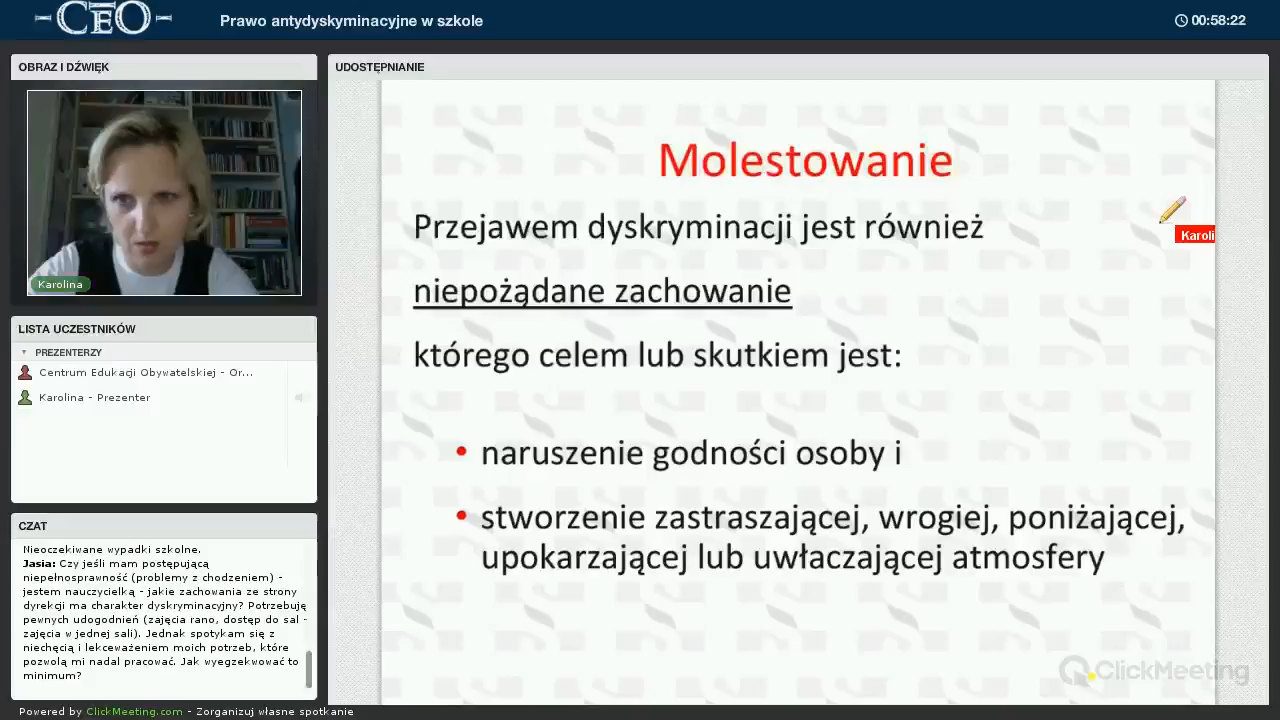 CEO
Prawo antydyskyminacyjne w szkole
00:58:22
OBRAZ I DŹWIĘK
Karolina
LISTA UCZESTNIKÓW
PREZENTERZY
Centrum Edukacji Obywatelskiej - Or...
Karolina - Prezenter
CZAT
Nieoczekiwane wypadki szkolne.
Jasia: Czy jeśli mam postępującą
niepełnosprawność (problemy z chodzeniem) -
jestem nauczycielką - jakie zachowania ze strony
dyrekcji ma charakter dyskryminacyjny? Potrzebuję
pewnych udogodnień (zajęcia rano, dostęp do sal -
zajęcia w jednej sali). Jednak spotykam się z
niechęcią i lekceważeniem moich potrzeb, które
pozwolą mi nadal pracować. Jak wyegzekwować to
minimum?
UDOSTĘPNIANIE
Molestowanie
Przejawem dyskryminacji jest również
niepożądane zachowanie
którego celem lub skutkiem jest:
• naruszenie godności osoby i
• stworzenie zastraszającej, wrogiej, poniżającej,
upokarzającej lub uwłaczającej atmosfery
Karoli
ClickMeeting
Powered by ClickMeeting.com - Zorganizuj własne spotkanie